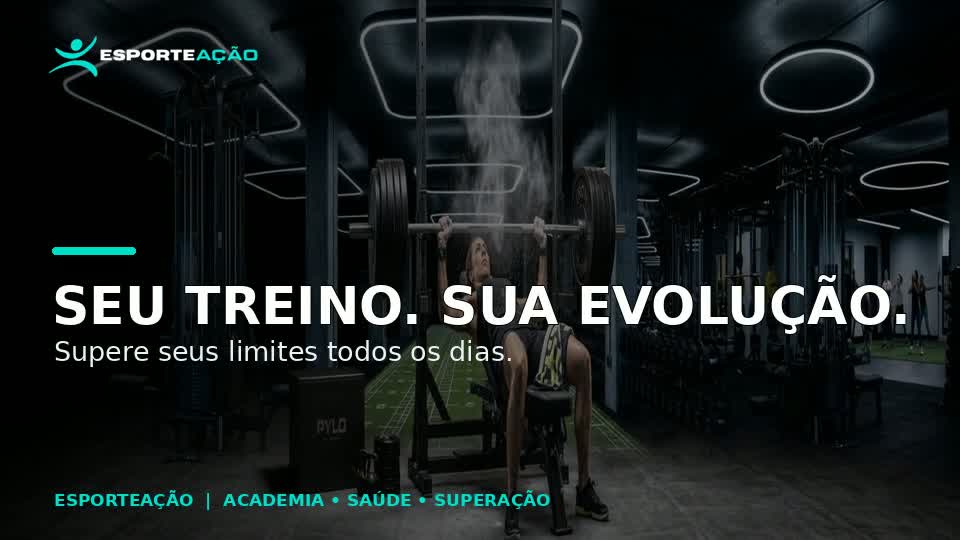 ESPORTEAÇÃO
SEU TREINO. SUA EVOLUÇÃO.
Supere seus limites todos os dias.
PYLO
ESPORTEAÇÃO | ACADEMIA • SAÚDE • SUPERAÇÃO